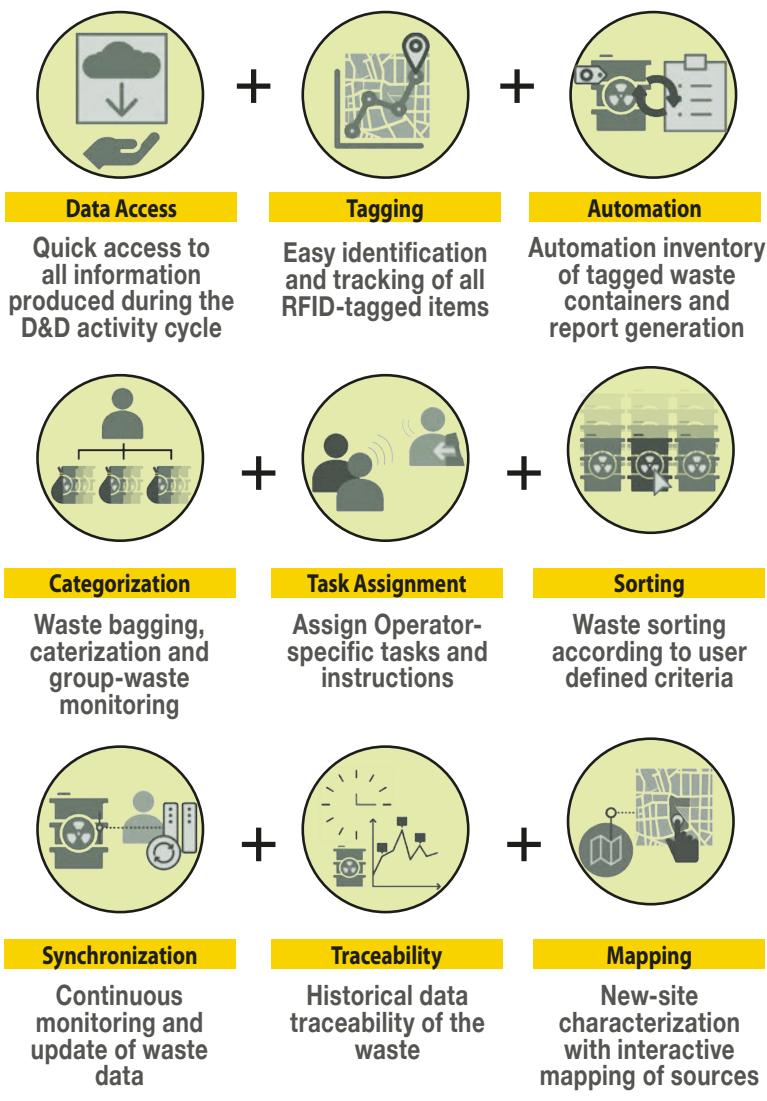 Data Access
Quick access to
all information
produced during the
D&D activity cycle
Tagging
Easy identification
and tracking of all
RFID-tagged items
Automation
Automation inventory
of tagged waste
containers and
report generation
Categorization
Waste bagging,
caterization and
group-waste
monitoring
Task Assignment
Assign Operator-
specific tasks and
instructions
Sorting
Waste sorting
according to user
defined criteria
Synchronization
Continuous
monitoring and
update of waste
data
Traceability
Historical data
traceability of the
waste
Mapping
New-site
characterization
with interactive
mapping of sources